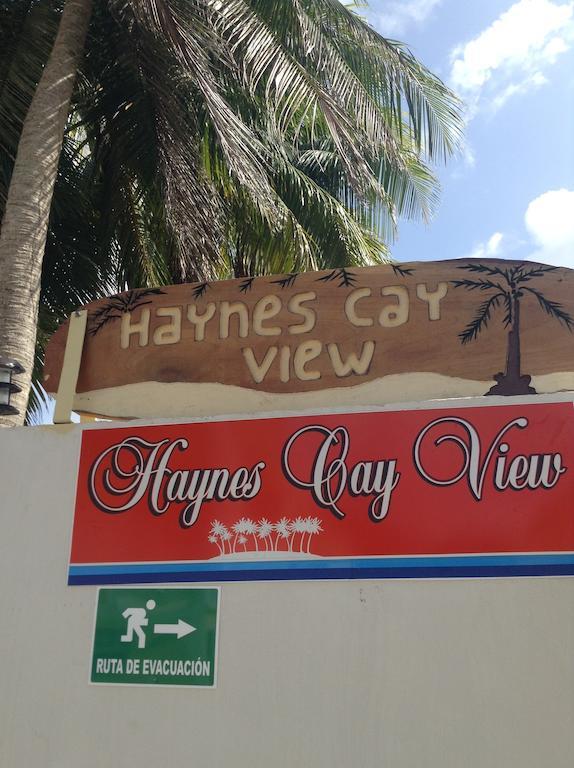 Haynes Cay
View
Haynes Cay View
RUTA DE EVACUACIÓN